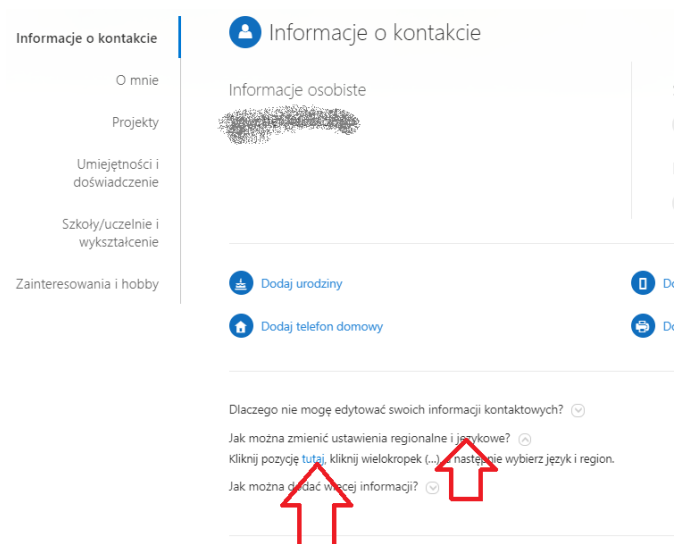 Informacje o kontakcie
O mnie
Projekty
Umiejętności i
doświadczenie
Szkoły/uczelnie i
wykształcenie
Zainteresowania i hobby
Informacje o kontakcie
Informacje osobiste
Dodaj urodziny
Dodaj telefon domowy
Dlaczego nie mogę edytować swoich informacji kontaktowych?
Jak można zmienić ustawienia regionalne i językowe?
Kliknij pozycję tutaj, kliknij wielokropek (...), a następnie wybierz język i region.
Jak można dodać więcej informacji?